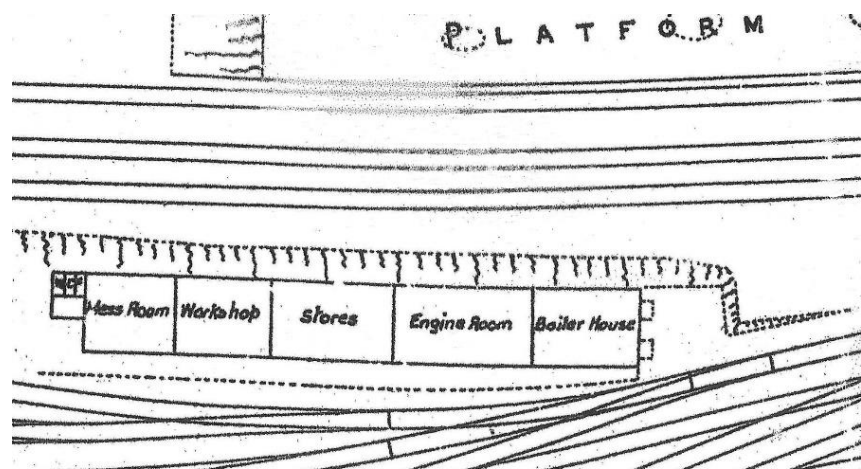 PLATFORM
Mess Room
Workshop
Stores
Engine Room
Boiler House